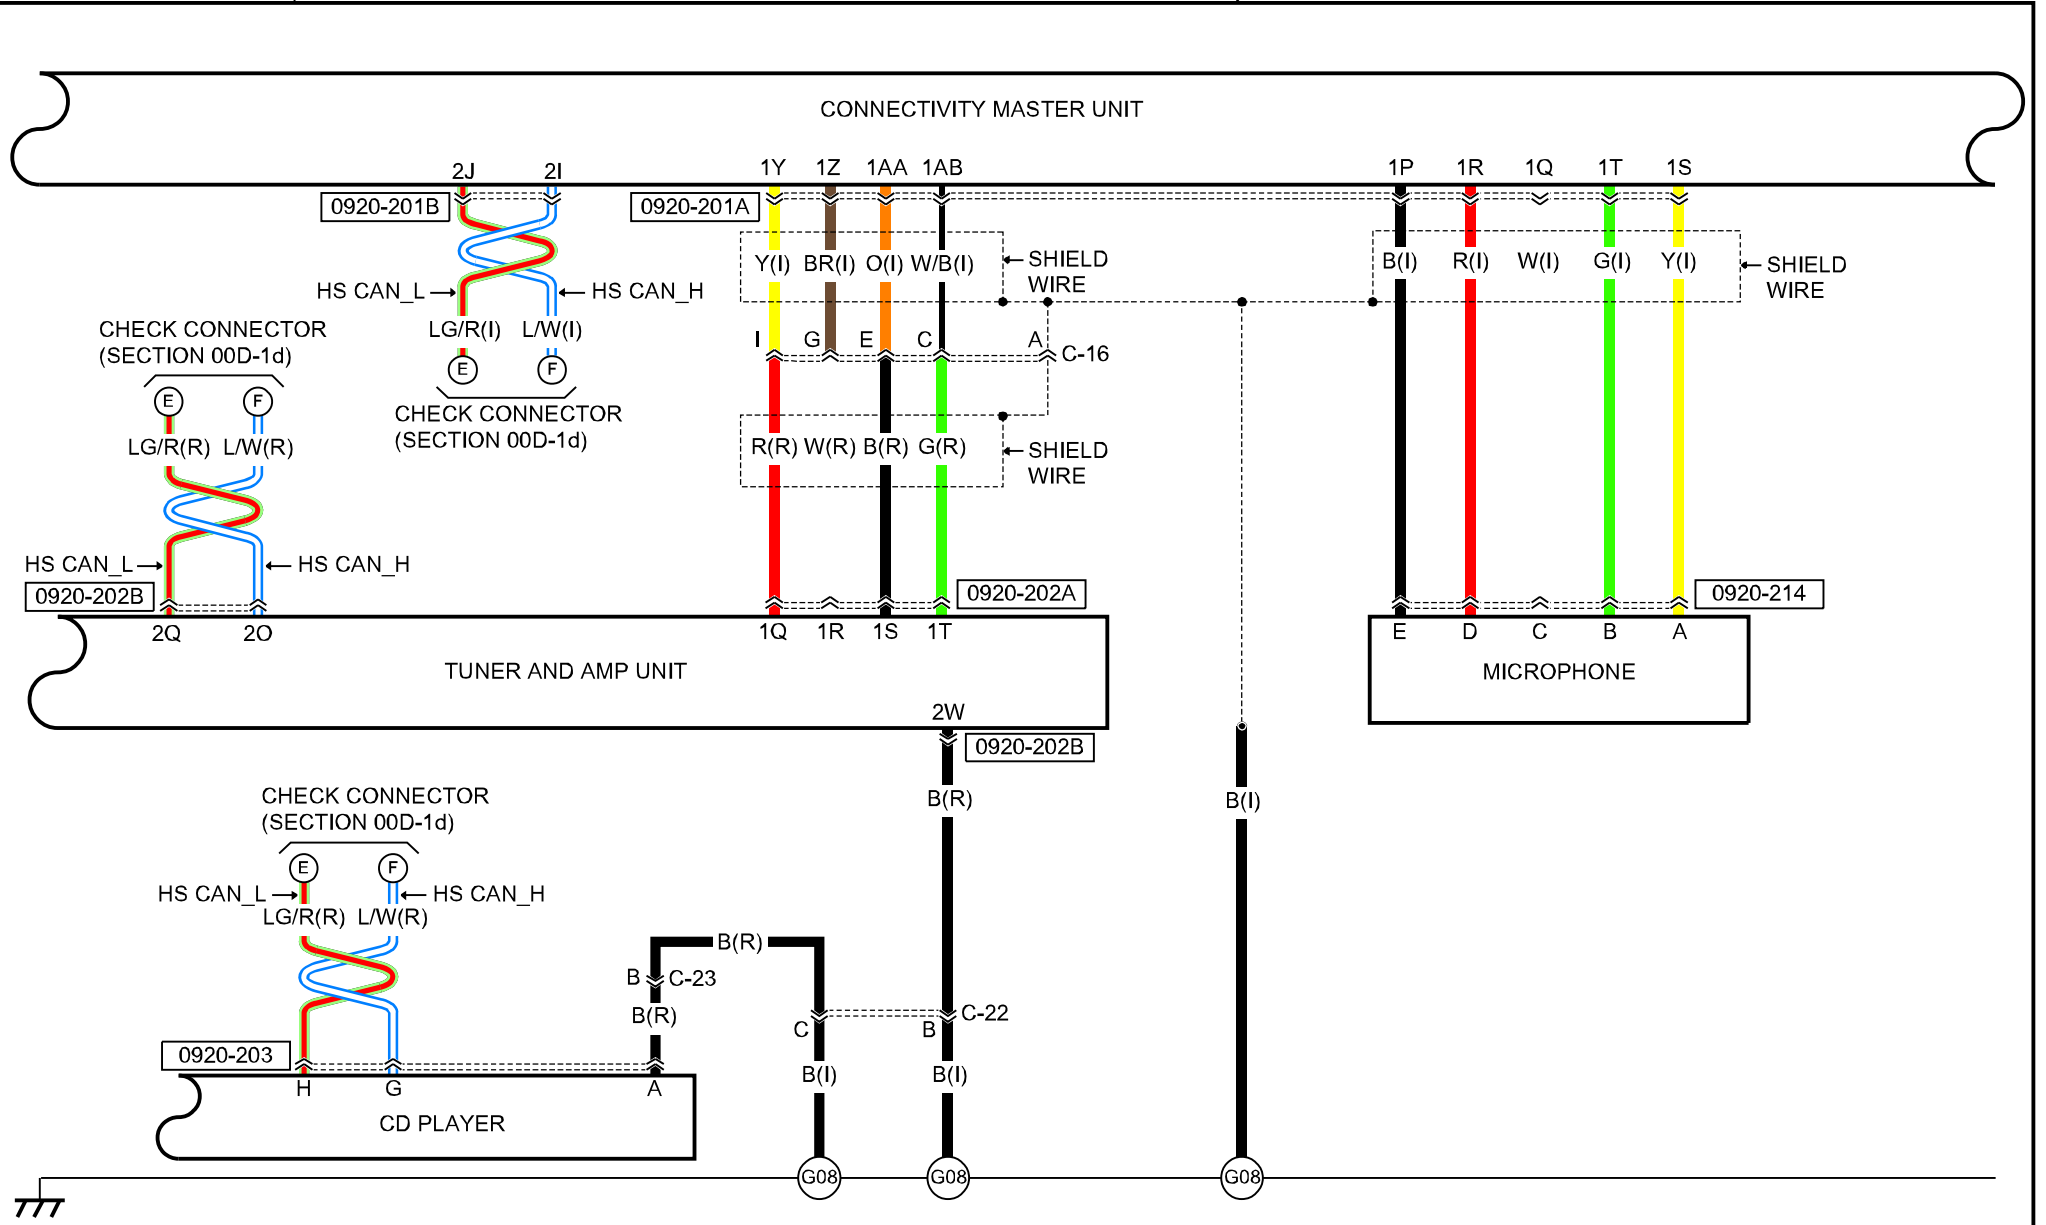 CONNECTIVITY MASTER UNIT
2J 2I 1Y 1Z 1AA 1AB 1P 1R 1Q 1T 1S
0920-201B 0920-201A
Y(I) BR(I) O(I) W/B(I) SHIELD WIRE B(I) R(I) W(I) G(I) Y(I) SHIELD WIRE
HS CAN_L HS CAN_H
LG/R(I) L/W(I)
I G E C A C-16
E F
CHECK CONNECTOR
(SECTION 00D-1d)
CHECK CONNECTOR
(SECTION 00D-1d)
E F
LG/R(R) L/W(R)
R(R) W(R) B(R) G(R) SHIELD WIRE
HS CAN_L HS CAN_H
0920-202B 0920-202A 0920-214
2Q 2O 1Q 1R 1S 1T E D C B A
TUNER AND AMP UNIT
MICROPHONE
2W
0920-202B
B(R) B(I)
CHECK CONNECTOR
(SECTION 00D-1d)
E F
HS CAN_L HS CAN_H
LG/R(R) L/W(R)
B(R)
B C-23
B(R)
C B C-22
0920-203
B(I) B(I)
H G A
CD PLAYER
G08 G08 G08